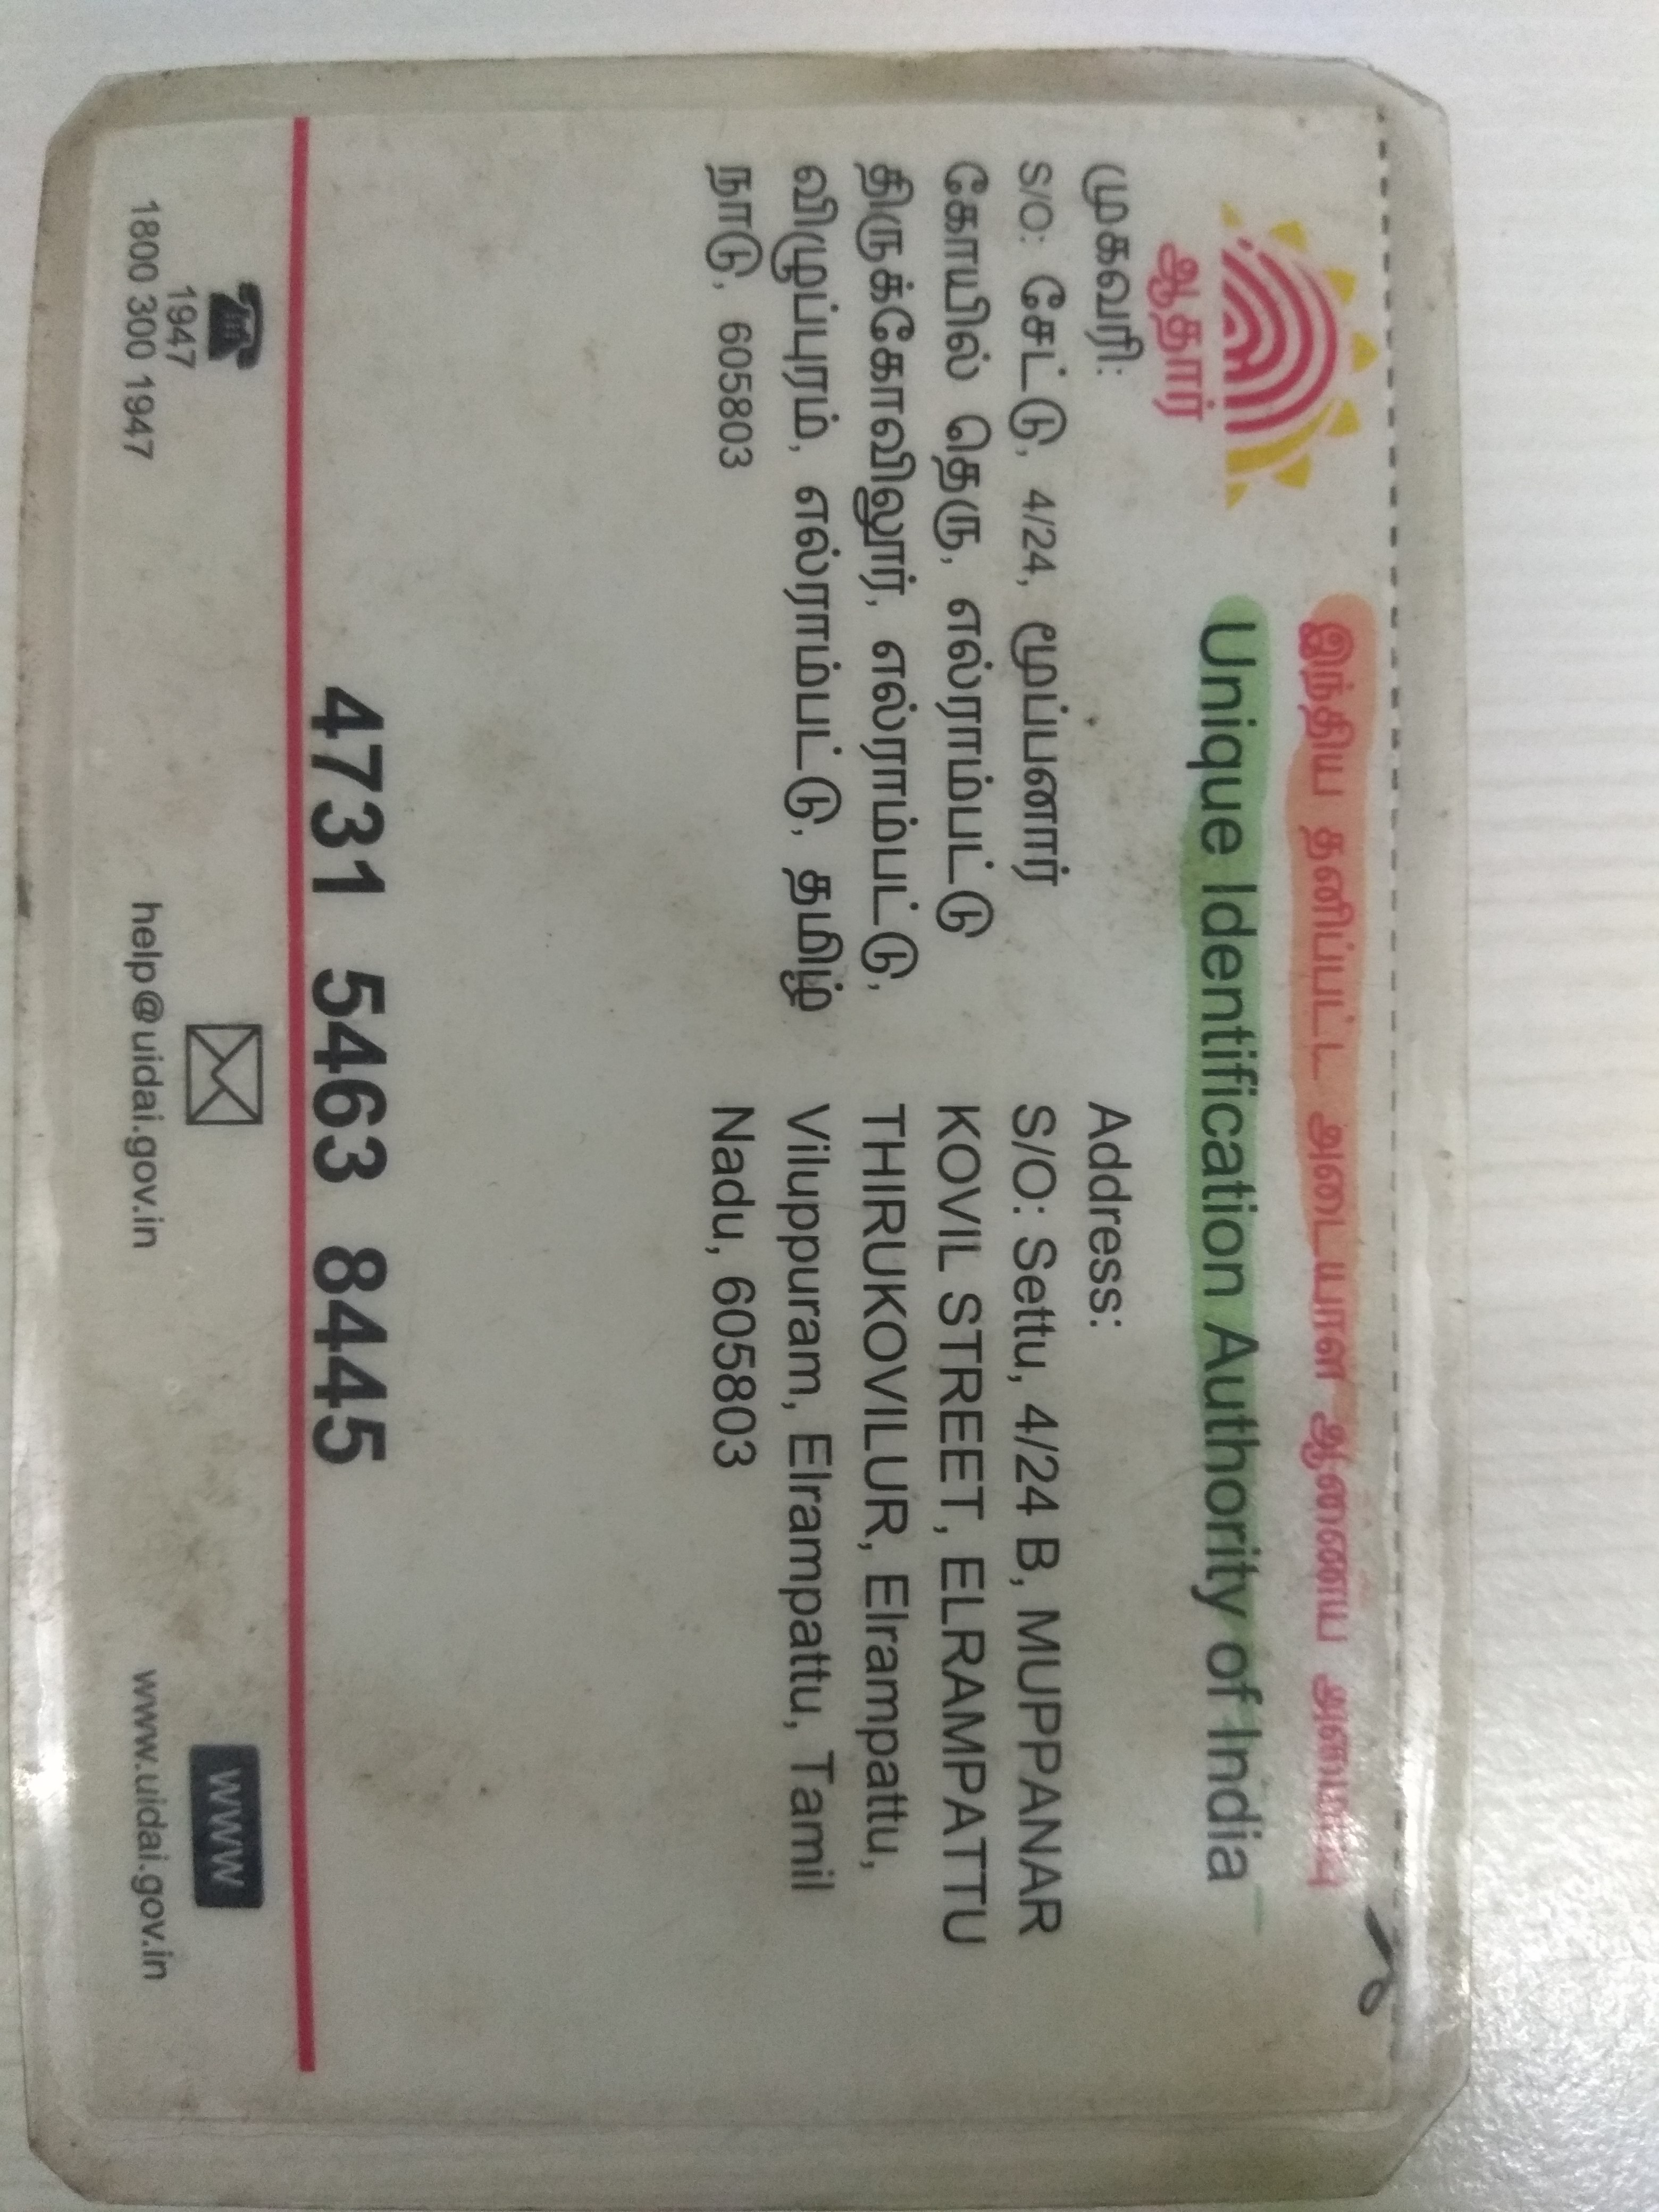 இந்திய தனிப்பட்ட அடையாள ஆணைய அமைப்பு
Unique Identification Authority of India
ஆதார்
முகவரி:
S/O: சேட்டு, 4/24, மூப்பனார்
கோயில் தெரு, எல்ராம்பட்டு
திருக்கோவிலூர், எல்ராம்பட்டு,
விழுப்புரம், எல்ராம்பட்டு, தமிழ்
நாடு, 605803
Address:
S/O: Settu, 4/24 B, MUPPANAR
KOVIL STREET, ELRAMPATTU
THIRUKOVILUR, Elrampattu,
Viluppuram, Elrampattu, Tamil
Nadu, 605803
4731 5463 8445
1947
1800 300 1947
help@uidai.gov.in
WWW
www.uidai.gov.in